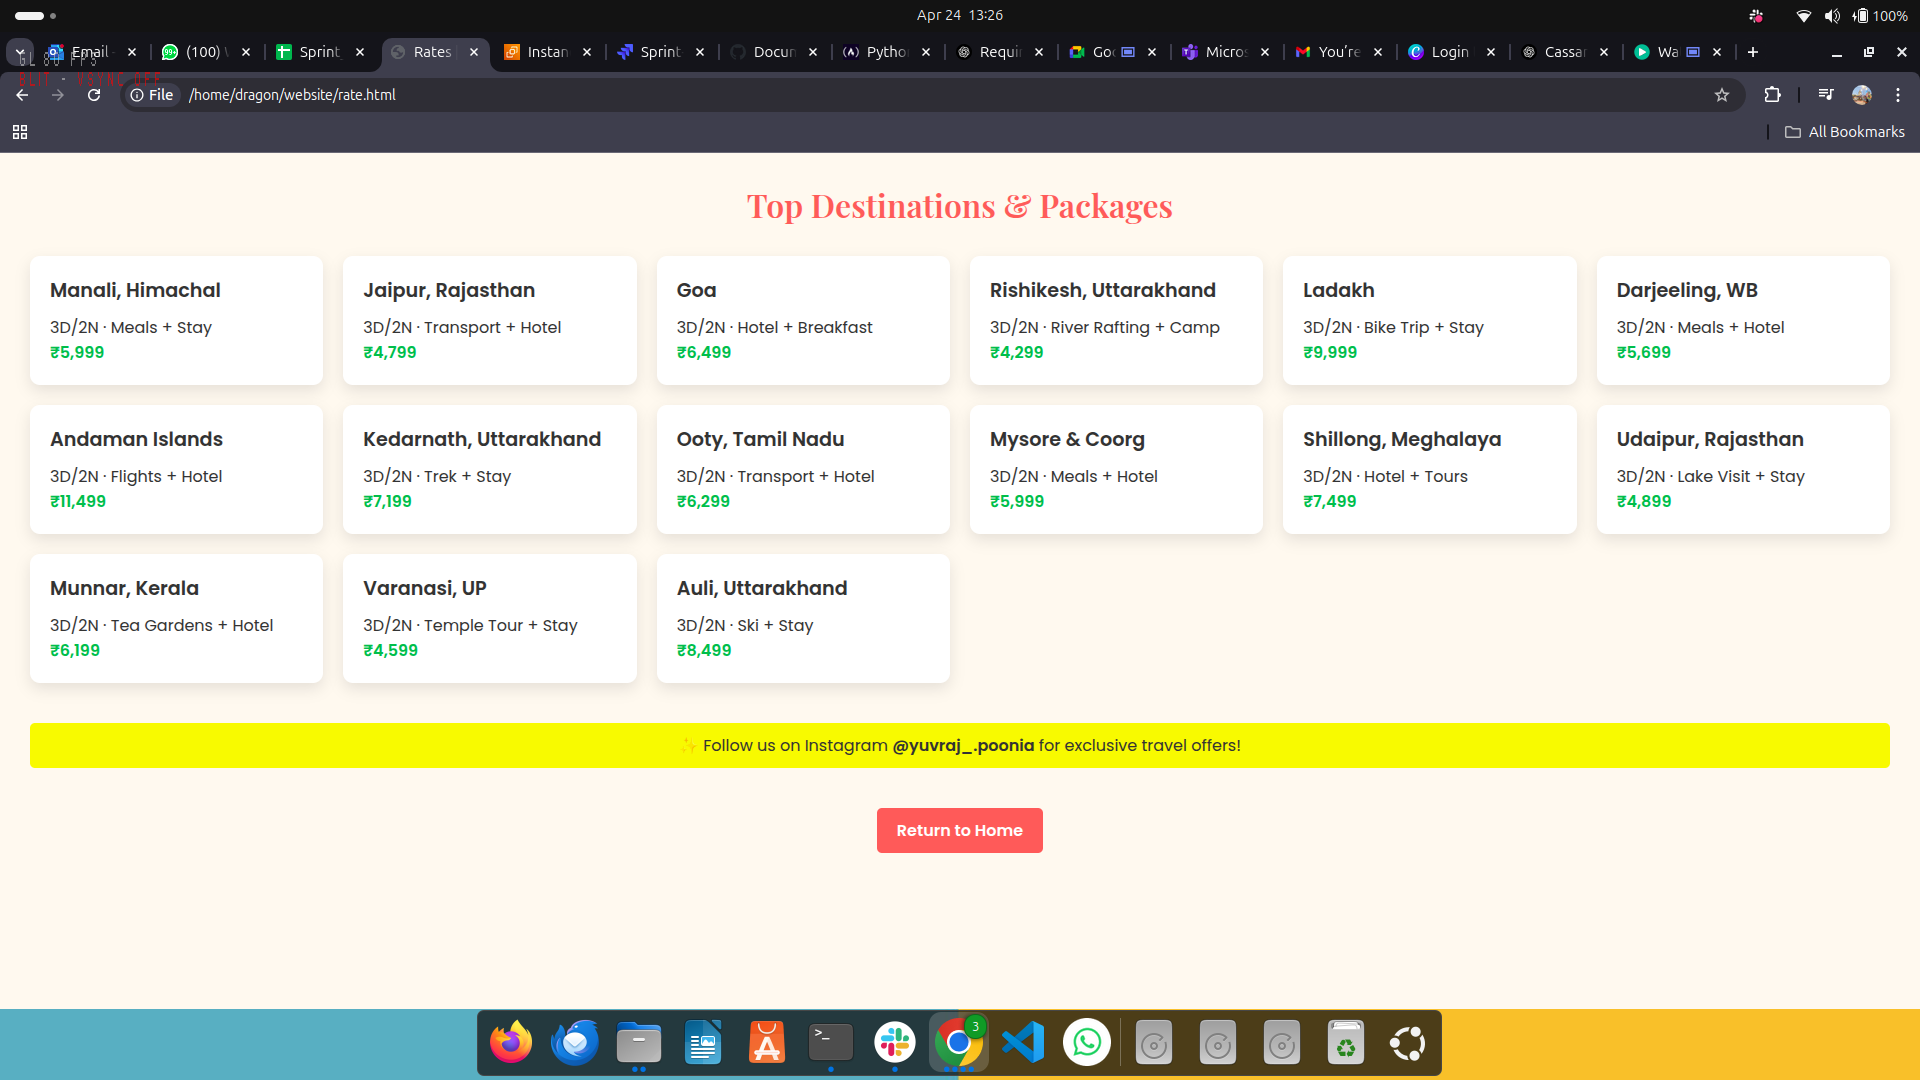 Apr 24 13:26
100%
GL 60 FPS
BLIT - VSYNC OFF
Email
(100)
Sprint
Rates
Instan
Sprint
Docun
Pytho
Requi
Goo
Micros
You're
Login
Cassan
Wa
File
/home/dragon/website/rate.html
All Bookmarks
Top Destinations & Packages
Manali, Himachal
3D/2N · Meals + Stay
₹5,999
Jaipur, Rajasthan
3D/2N · Transport + Hotel
₹4,799
Goa
3D/2N · Hotel + Breakfast
₹6,499
Rishikesh, Uttarakhand
3D/2N · River Rafting + Camp
₹4,299
Ladakh
3D/2N · Bike Trip + Stay
₹9,999
Darjeeling, WB
3D/2N · Meals + Hotel
₹5,699
Andaman Islands
3D/2N · Flights + Hotel
₹11,499
Kedarnath, Uttarakhand
3D/2N · Trek + Stay
₹7,199
Ooty, Tamil Nadu
3D/2N · Transport + Hotel
₹6,299
Mysore & Coorg
3D/2N · Meals + Hotel
₹5,999
Shillong, Meghalaya
3D/2N · Hotel + Tours
₹7,499
Udaipur, Rajasthan
3D/2N · Lake Visit + Stay
₹4,899
Munnar, Kerala
3D/2N · Tea Gardens + Hotel
₹6,199
Varanasi, UP
3D/2N · Temple Tour + Stay
₹4,599
Auli, Uttarakhand
3D/2N · Ski + Stay
₹8,499
✨ Follow us on Instagram @yuvraj_.poonia for exclusive travel offers!
Return to Home
3